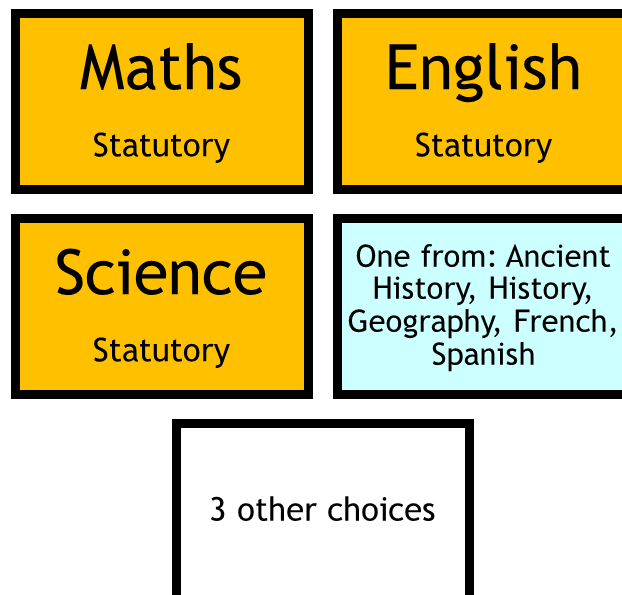 Maths
Statutory
English
Statutory
Science
Statutory
One from: Ancient
History, History,
Geography, French,
Spanish
3 other choices